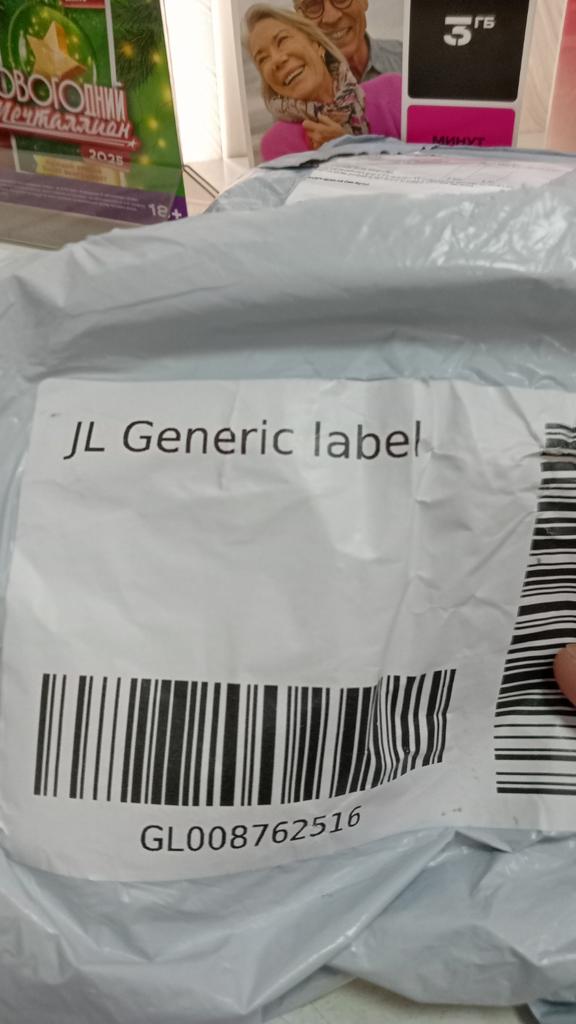 НОВОГОДНИЙ
Мечталлион
2025
18+
3 ГБ
МИНУТ
JL Generic label
GL008762516